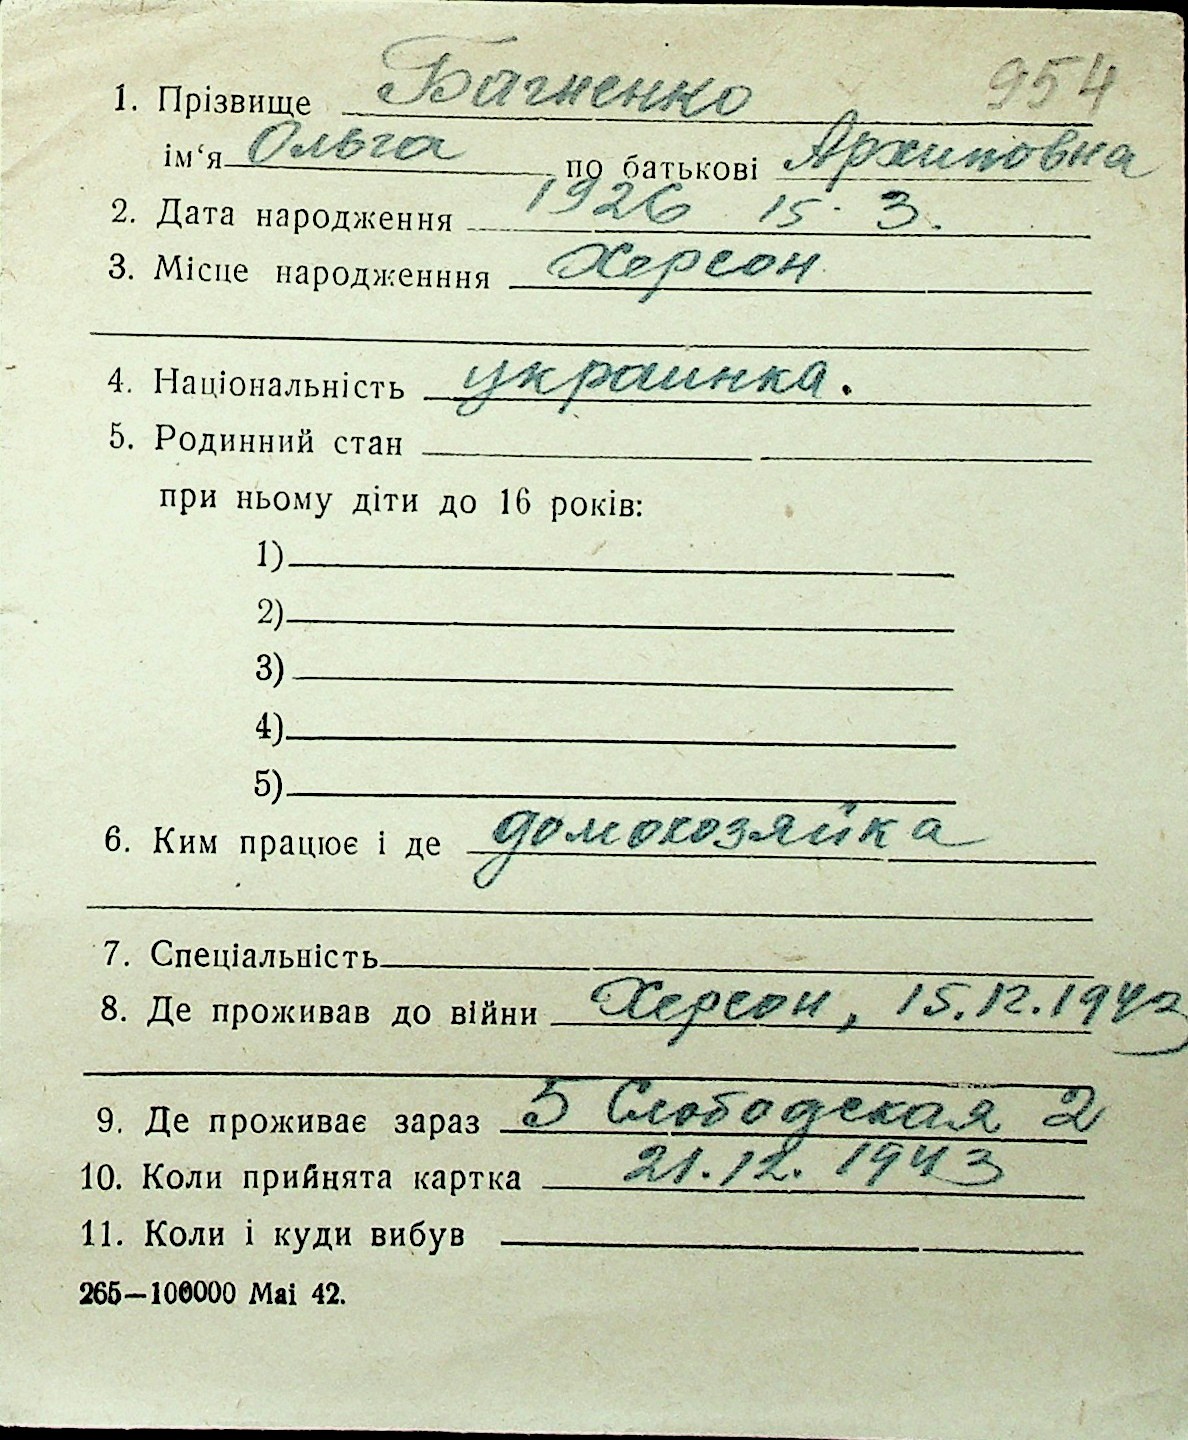 954
1. Прізвище Багненко
ім‘я Ольга по батькові Архиповна
2. Дата народження 1926 15. 3.
3. Місце народженння Херсон
4. Національність украинка.
5. Родинний стан
при ньому діти до 16 років:
1)
2)
3)
4)
5)
6. Ким працює і де домохозяйка
7. Спеціальність
8. Де проживав до війни Херсон, 15.12.1943
9. Де проживає зараз 5 Слободская 2
10. Коли прийнята картка 21.12.1943
11. Коли і куди вибув
265—100000 Mai 42.